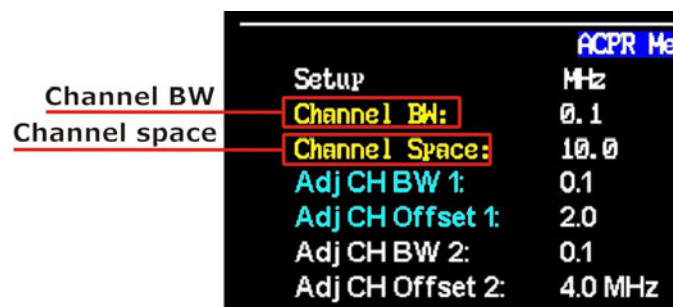 ACPR Me
Setup MHz
Channel BW
Channel BW: 0.1
Channel space
Channel Space: 10.0
Adj CH BW 1: 0.1
Adj CH Offset 1: 2.0
Adj CH BW 2: 0.1
Adj CH Offset 2: 4.0 MHz